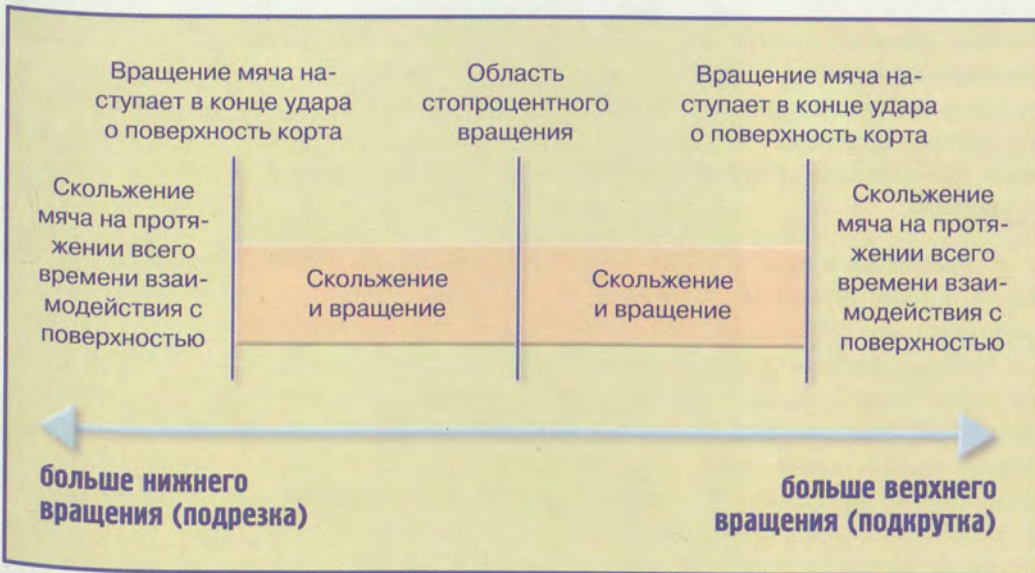 Вращение мяча на-
ступает в конце удара
о поверхность корта
Область
стопроцентного
вращения
Вращение мяча на-
ступает в конце удара
о поверхность корта
Скольжение
мяча на протя-
жении всего
времени взаи-
модействия с
поверхностью
Скольжение
и вращение
Скольжение
и вращение
Скольжение
мяча на протя-
жении всего
времени взаи-
модействия с
поверхностью
больше нижнего
вращения (подрезка)
больше верхнего
вращения (подкрутка)